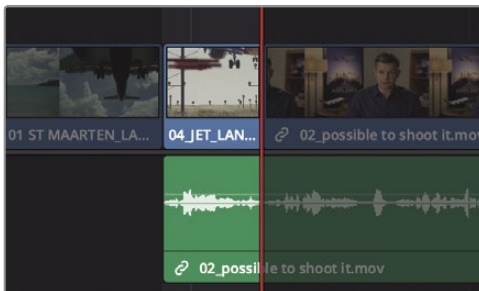 01 ST MAARTEN_LA...
04_JET_LAN...
02_possible to shoot it.mov
02_possible to shoot it.mov